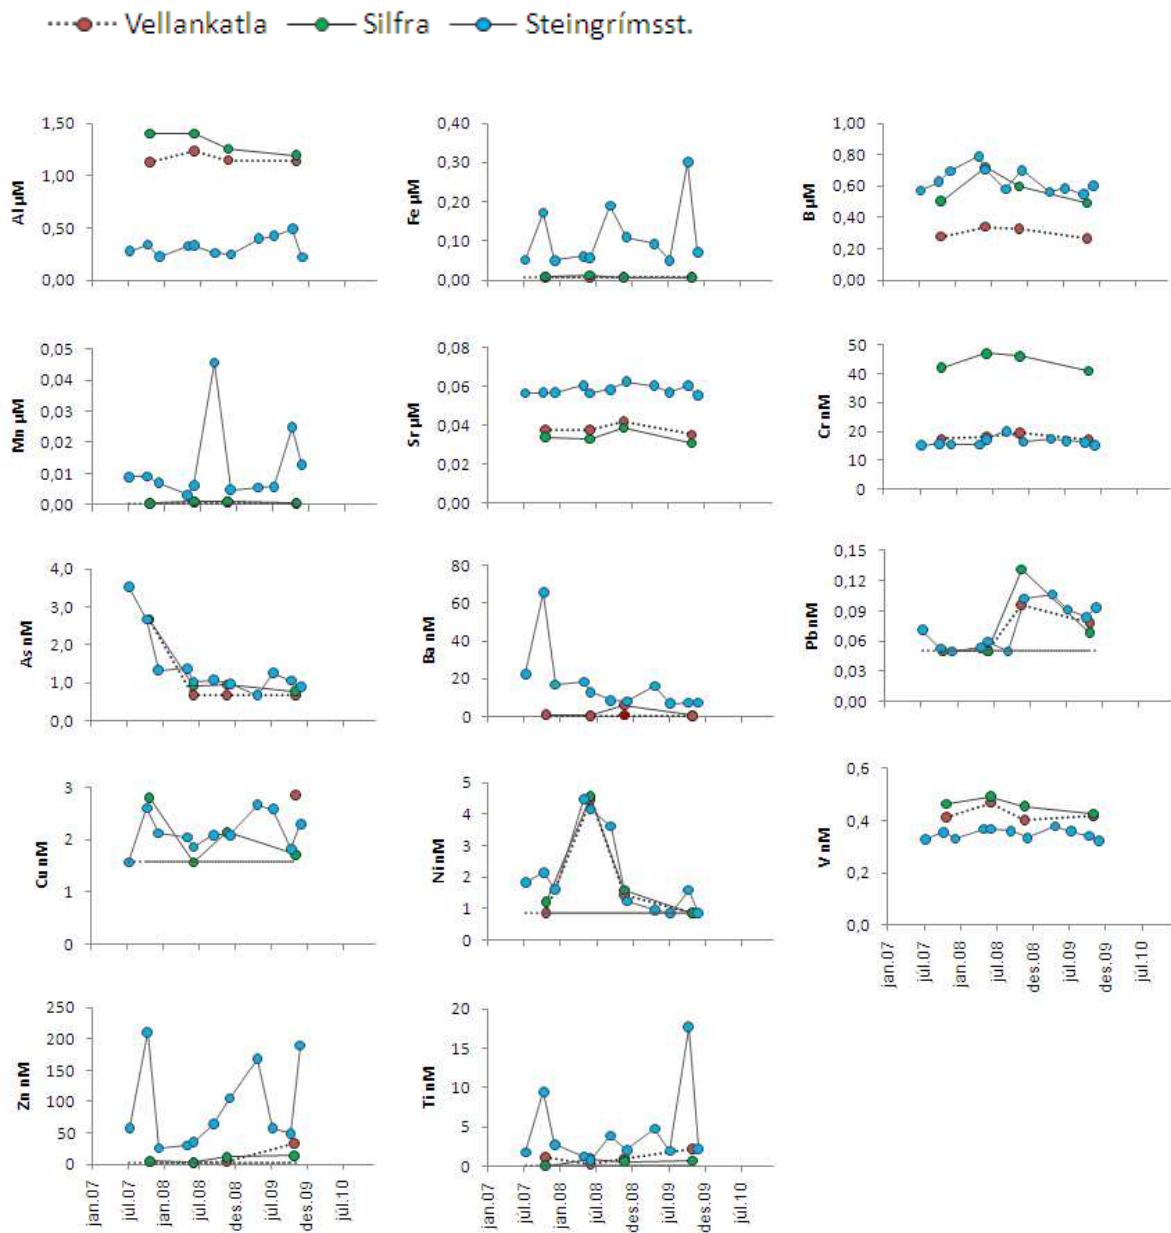 Vellankatla Silfra Steingrímsst.
1,50 0,40 1,00
1,00 0,30 0,80
0,50 0,20 0,60
0,00 0,10 0,40
0,00 0,20
0,00
Al µM Fe µM B µM
0,05 0,08 50
0,04 0,06 40
0,03 0,04 30
0,02 0,02 20
0,01 0,00 10
0,00 0
Mn µM Sr µM Cr nM
4,0 80 0,15
3,0 60 0,12
2,0 40 0,09
1,0 20 0,06
0,0 0 0,03
0,00
As nM Ba nM Pb nM
3 5 0,6
2 4 0,4
1 3 0,2
0 2 0,0
1
0
Cu nM Ni nM V nM
jan.07 júl.07 jan.08 júl.08 des.08 júl.09 des.09 júl.10
250 20
200 15
150 10
100 5
50 0
0
Zn nM Ti nM
jan.07 júl.07 jan.08 júl.08 des.08 júl.09 des.09 júl.10
jan.07 júl.07 jan.08 júl.08 des.08 júl.09 des.09 júl.10